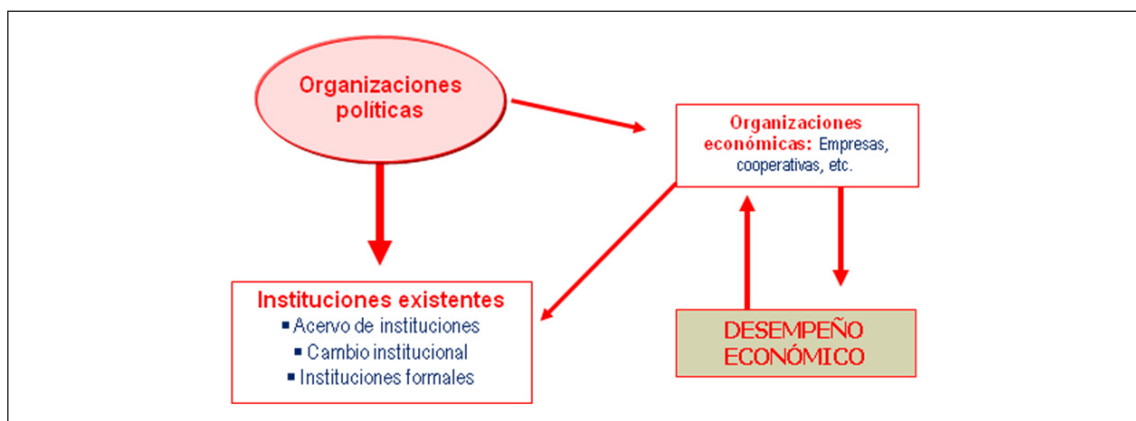 Organizaciones
políticas
Organizaciones
económicas: Empresas,
cooperativas, etc.
Instituciones existentes
▪ Acervo de instituciones
▪ Cambio institucional
▪ Instituciones formales
DESEMPEÑO
ECONÓMICO